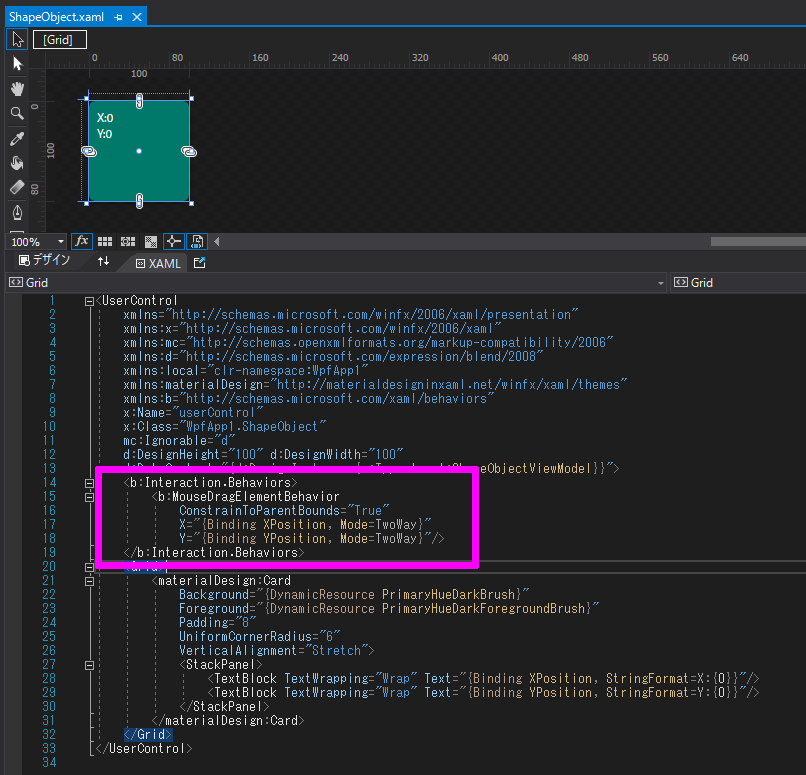 ShapeObject.xaml
[Grid]
0 80 160 240 320 400 480 560 640
100
0
X:0
Y:0
100
80
100% fx
デザイン XAML
Grid Grid
1 <UserControl
2 xmlns="http://schemas.microsoft.com/winfx/2006/xaml/presentation"
3 xmlns:x="http://schemas.microsoft.com/winfx/2006/xaml"
4 xmlns:mc="http://schemas.openxmlformats.org/markup-compatibility/2006"
5 xmlns:d="http://schemas.microsoft.com/expression/blend/2008"
6 xmlns:local="clr-namespace:WpfApp1"
7 xmlns:materialDesign="http://materialdesigninxaml.net/winfx/xaml/themes"
8 xmlns:b="http://schemas.microsoft.com/xaml/behaviors"
9 x:Name="userControl"
10 x:Class="WpfApp1.ShapeObject"
11 mc:Ignorable="d"
12 d:DesignHeight="100" d:DesignWidth="100"
13 ShapeObjectViewModel}}">
14 <b:Interaction.Behaviors>
15 <b:MouseDragElementBehavior
16 ConstrainToParentBounds="True"
17 X="{Binding XPosition, Mode=TwoWay}"
18 Y="{Binding YPosition, Mode=TwoWay}"/>
19 </b:Interaction.Behaviors>
20 <Grid>
21 <materialDesign:Card
22 Background="{DynamicResource PrimaryHueDarkBrush}"
23 Foreground="{DynamicResource PrimaryHueDarkForegroundBrush}"
24 Padding="8"
25 UniformCornerRadius="6"
26 VerticalAlignment="Stretch">
27 <StackPanel>
28 <TextBlock TextWrapping="Wrap" Text="{Binding XPosition, StringFormat=X:{0}}"/>
29 <TextBlock TextWrapping="Wrap" Text="{Binding YPosition, StringFormat=Y:{0}}"/>
30 </StackPanel>
31 </materialDesign:Card>
32 </Grid>
33 </UserControl>
34